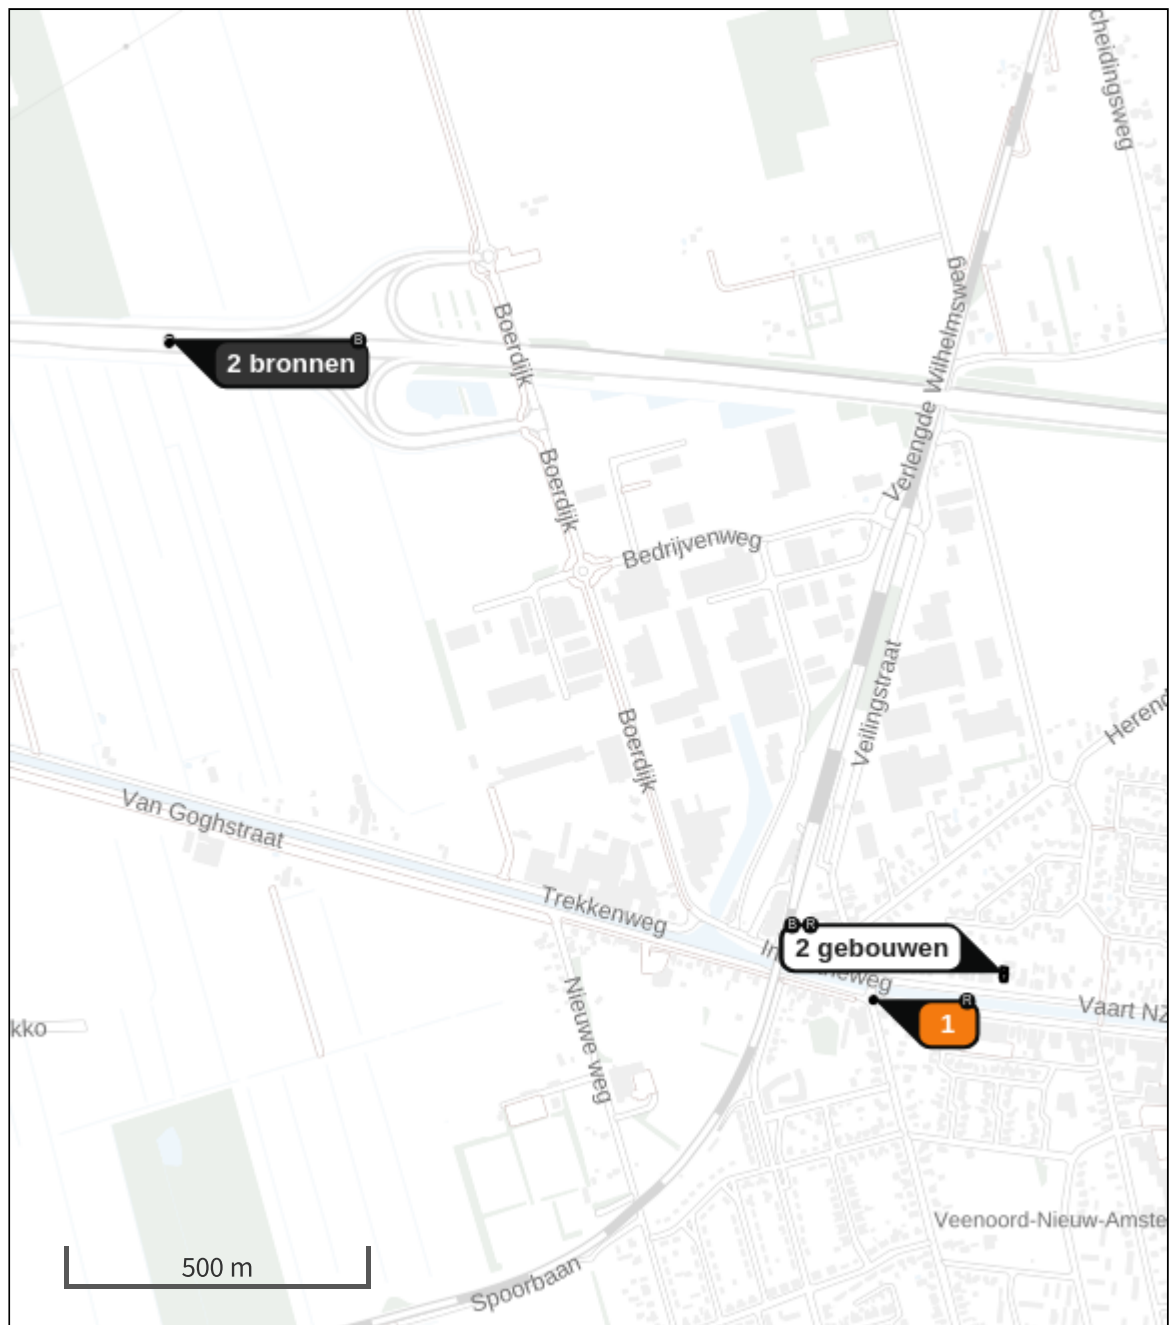 cheidingsweg
Verlengde Wilhelmsweg
Boerdijk
B
2 bronnen
Boerdijk
Bedrijvenweg
Veilingstraat
Boerdijk
Herend
Van Goghstraat
Trekkenweg
B R
2 gebouwen
Vaart NZ
R
1
Nieuwe weg
kko
Veenoord-Nieuw-Amste
500 m
Spoorbaan